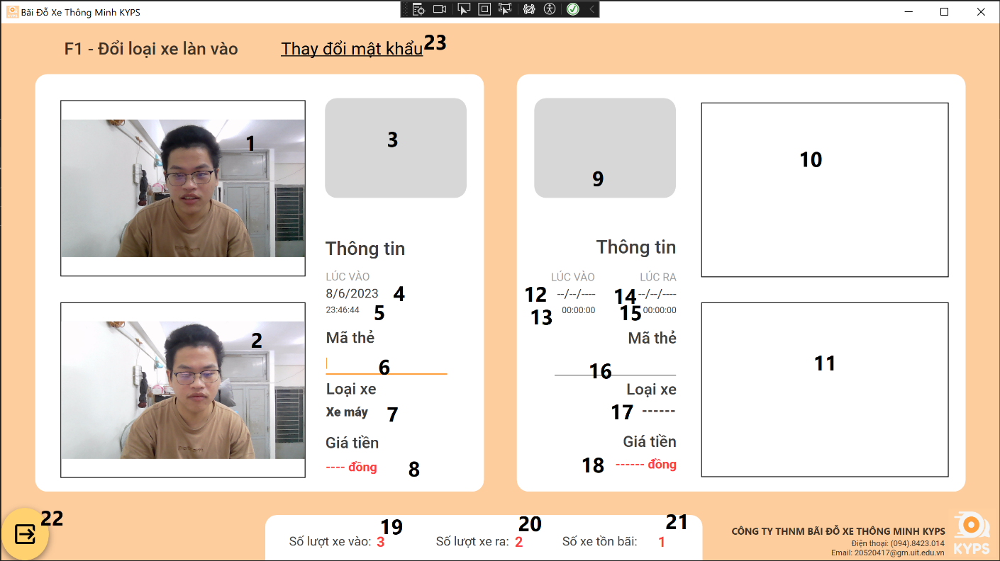 Bãi Đỗ Xe Thông Minh KYPS
F1 - Đổi loại xe làn vào
Thay đổi mật khẩu
23
1
3
Thông tin
LÚC VÀO
8/6/2023 4
23:46:44 5
Mã thẻ
6
Loại xe
Xe máy 7
Giá tiền
---- đồng 8
2
9
10
Thông tin
LÚC VÀO LÚC RA
12 --/--/---- 14 --/--/----
13 00:00:00 15 00:00:00
Mã thẻ
16
Loại xe
17 ------
Giá tiền
18 ------ đồng
11
22
19 20 21
Số lượt xe vào: 3 Số lượt xe ra: 2 Số xe tồn bãi: 1
CÔNG TY THNM BÃI ĐỖ XE THÔNG MINH KYPS
Điện thoại: (094).8423.014
Email: 20520417@gm.uit.edu.vn
KYPS